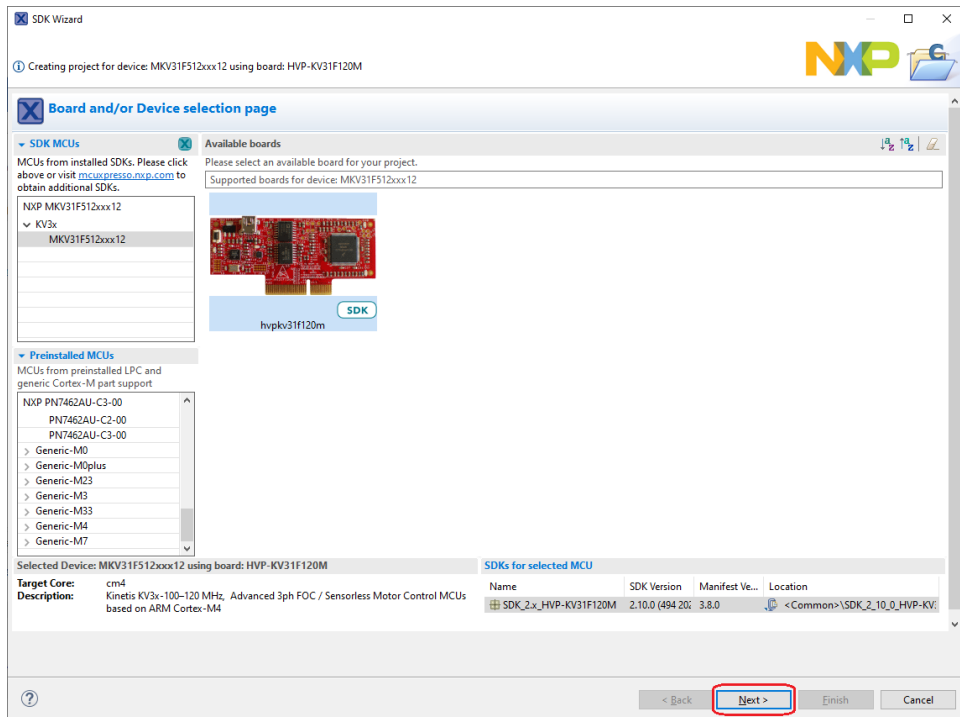 SDK Wizard
Creating project for device: MKV31F512xxx12 using board: HVP-KV31F120M
NXP
Board and/or Device selection page
SDK MCUs
MCUs from installed SDKs. Please click
above or visit mcuxpresso.nxp.com to
obtain additional SDKs.
NXP MKV31F512xxx12
KV3x
MKV31F512xxx12
Available boards
Please select an available board for your project.
Supported boards for device: MKV31F512xxx12
SDK
hvpkv31f120m
Preinstalled MCUs
MCUs from preinstalled LPC and
generic Cortex-M part support
NXP PN7462AU-C3-00
PN7462AU-C2-00
PN7462AU-C3-00
Generic-M0
Generic-M0plus
Generic-M23
Generic-M3
Generic-M33
Generic-M4
Generic-M7
Selected Device: MKV31F512xxx12 using board: HVP-KV31F120M
Target Core: cm4
Description: Kinetis KV3x-100–120 MHz, Advanced 3ph FOC / Sensorless Motor Control MCUs
based on ARM Cortex-M4
SDKs for selected MCU
Name SDK Version Manifest Ve... Location
SDK_2.x_HVP-KV31F120M 2.10.0 (494 202 3.8.0 <Common>\SDK_2_10_0_HVP-KV:
< Back Next > Finish Cancel